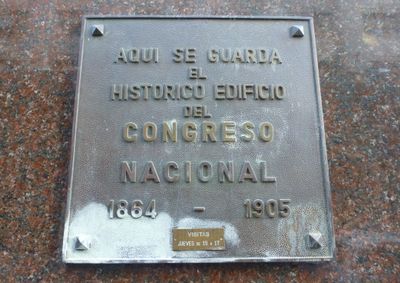 AQUI SE GUARDA
EL
HISTORICO EDIFICIO
DEL
CONGRESO
NACIONAL
1864 - 1905
VISITAS
JUEVES DE 15 A 17